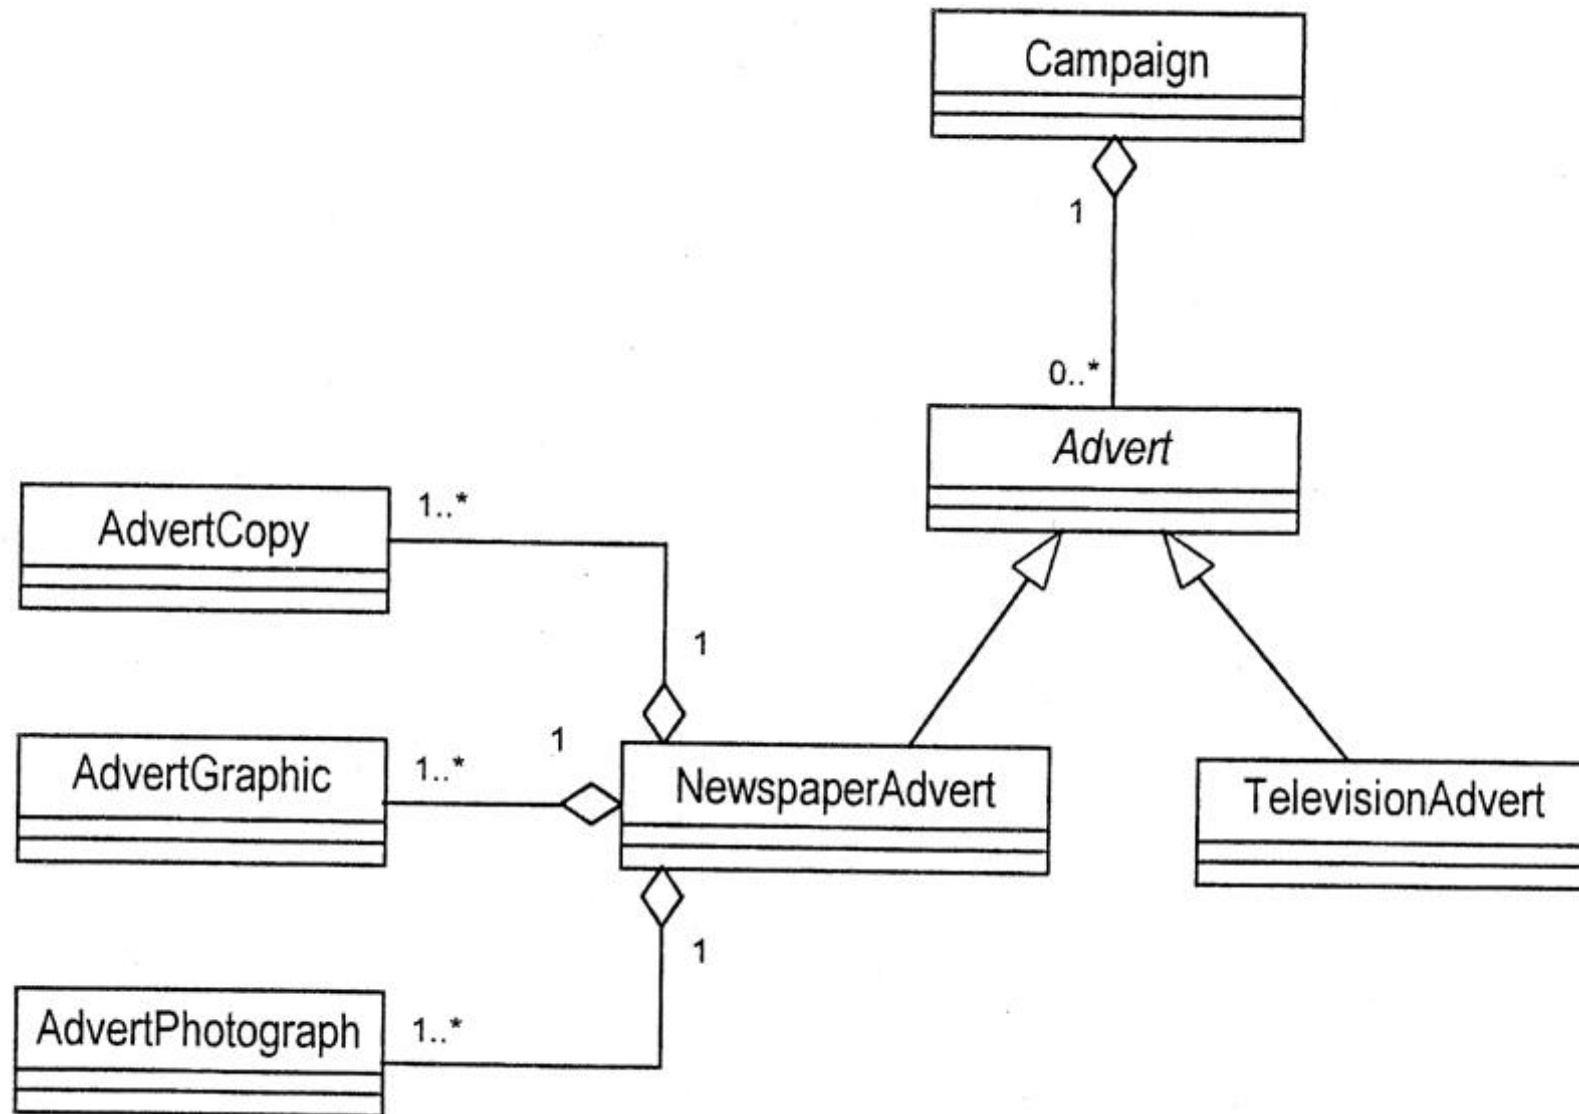 Campaign
1
0..*
Advert
AdvertCopy
1..*
1
AdvertGraphic
1..*
1
NewspaperAdvert
TelevisionAdvert
1
AdvertPhotograph
1..*